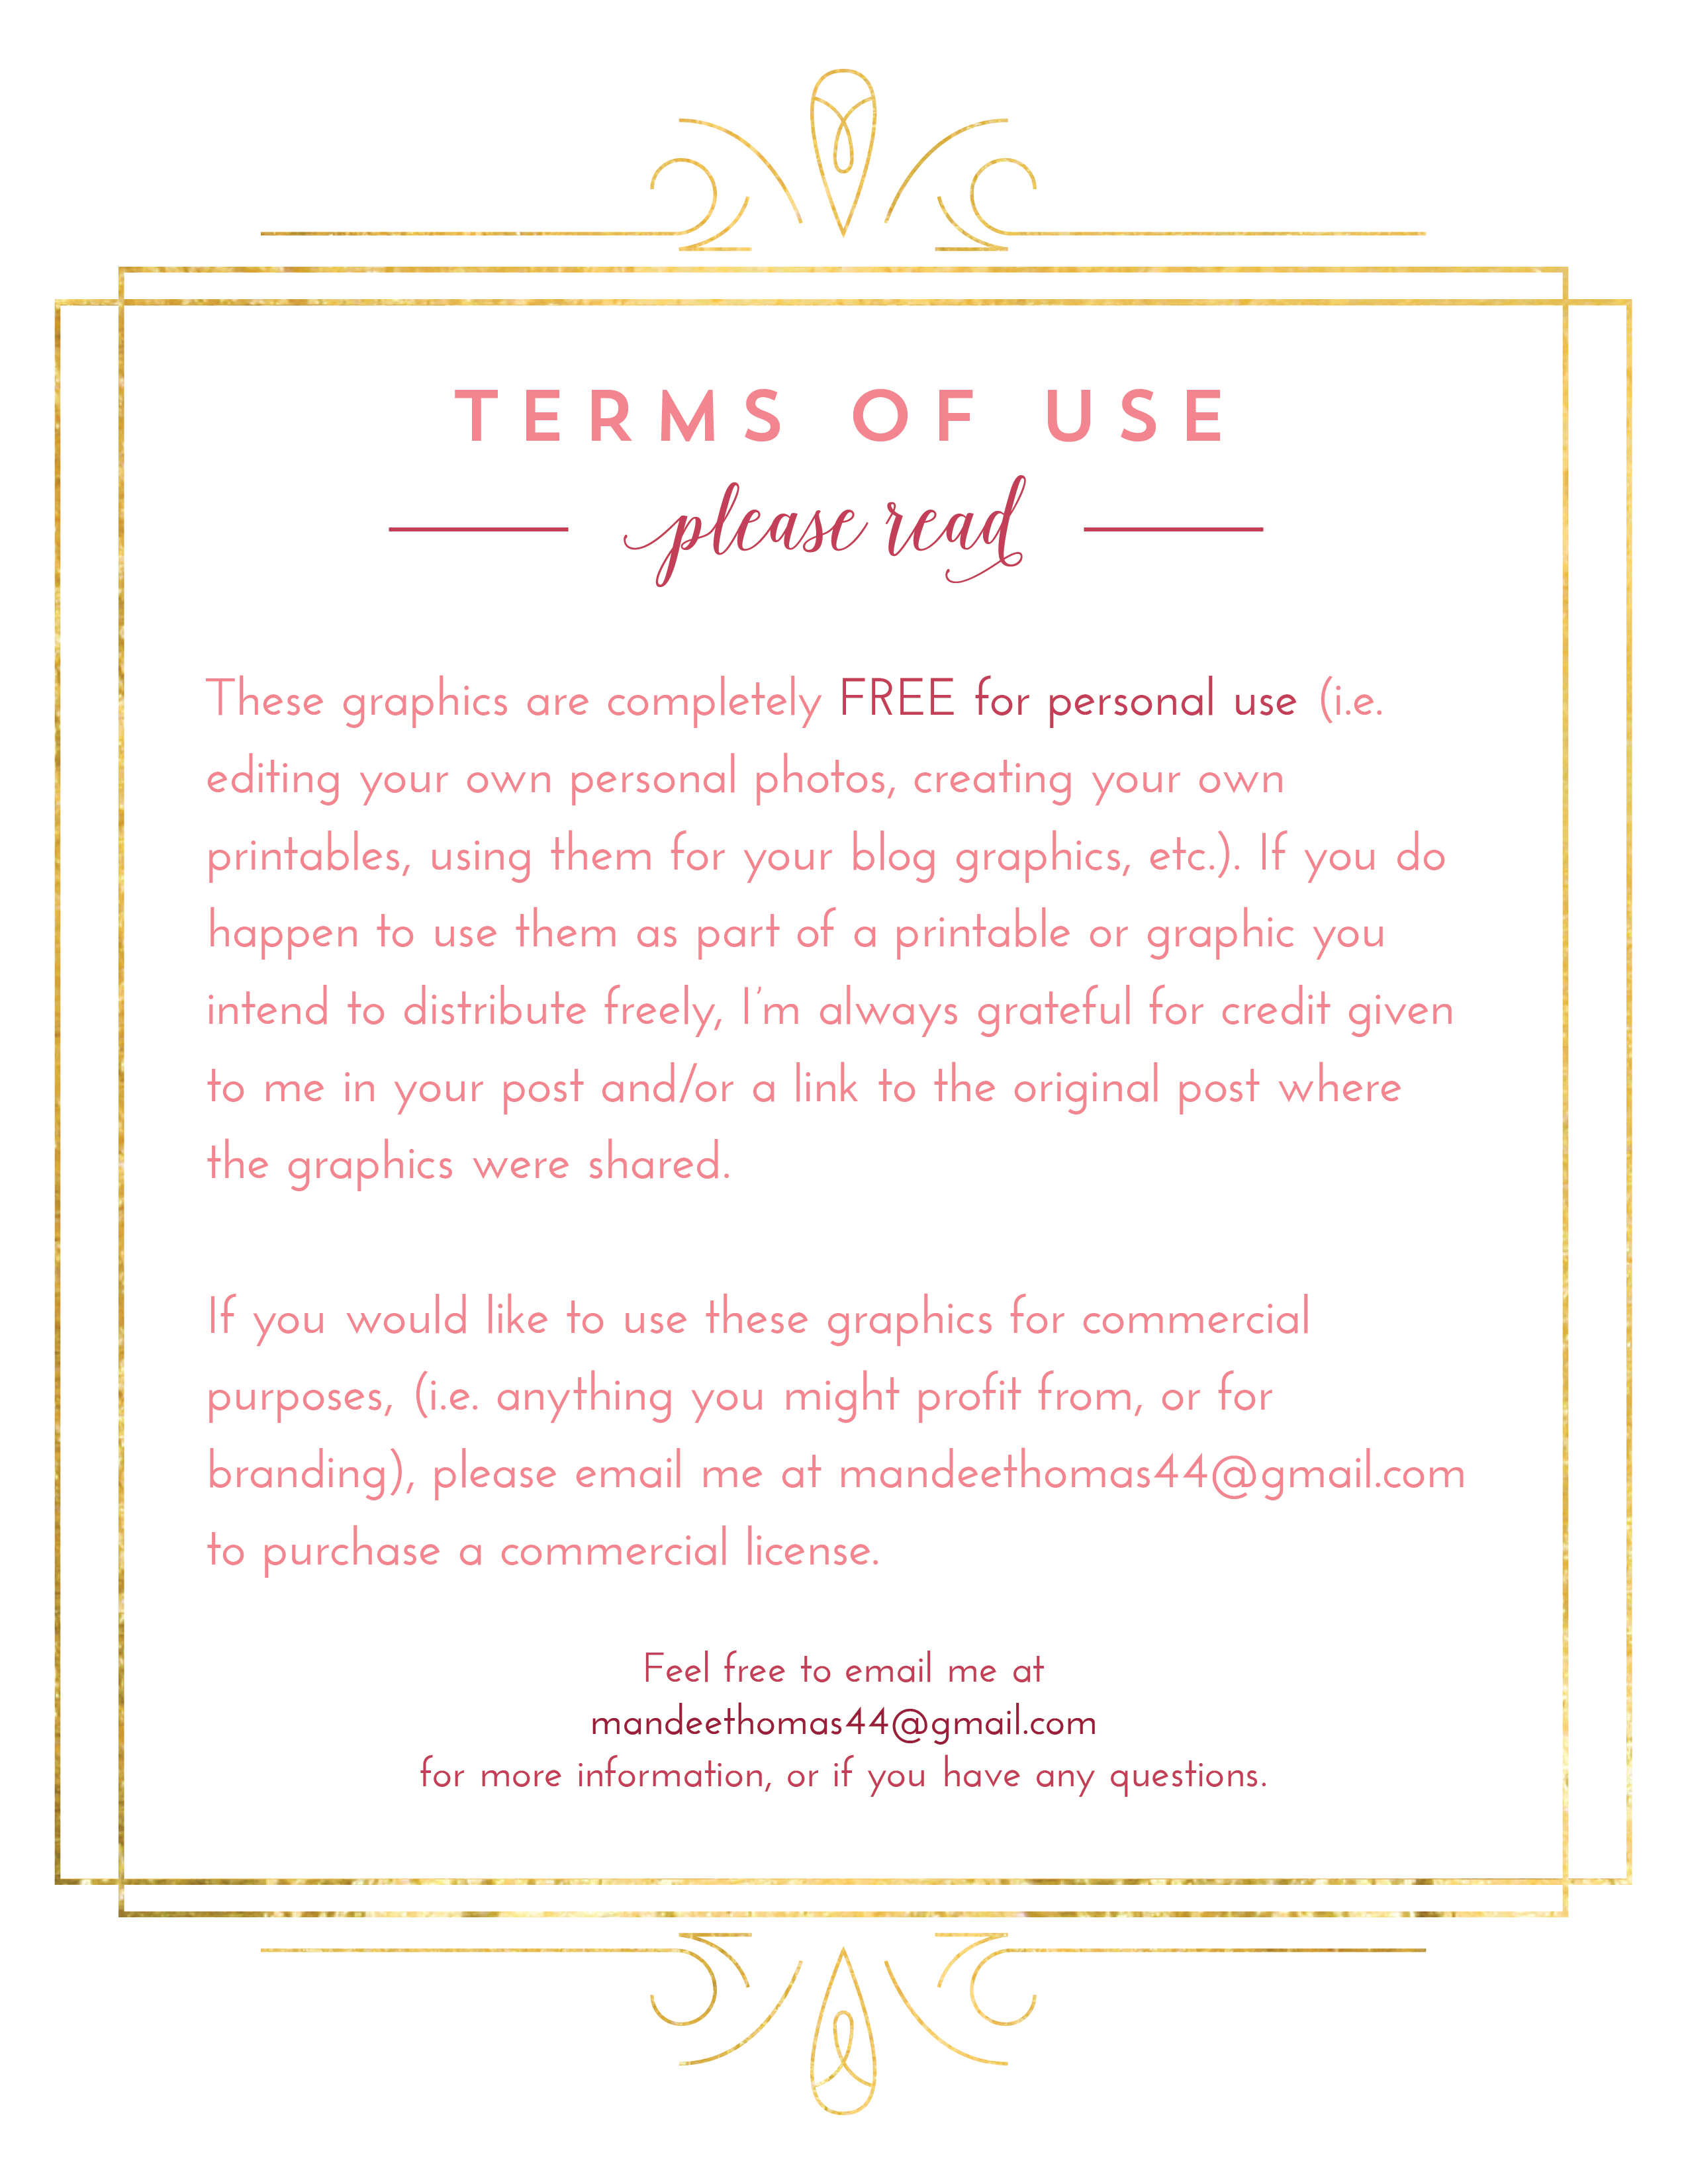 TERMS OF USE
please read
These graphics are completely FREE for personal use (i.e.
editing your own personal photos, creating your own
printables, using them for your blog graphics, etc.). If you do
happen to use them as part of a printable or graphic you
intend to distribute freely, I'm always grateful for credit given
to me in your post and/or a link to the original post where
the graphics were shared.
If you would like to use these graphics for commercial
purposes, (i.e. anything you might profit from, or for
branding), please email me at mandeethomas44@gmail.com
to purchase a commercial license.
Feel free to email me at
mandeethomas44@gmail.com
for more information, or if you have any questions.